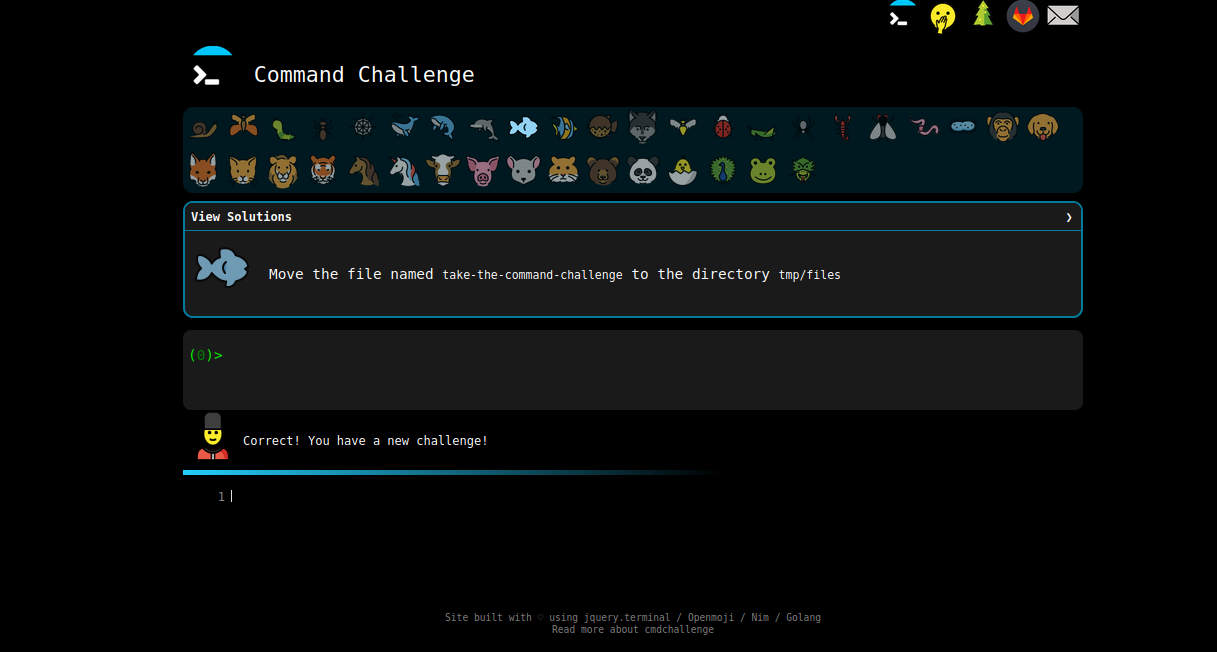 Command Challenge
View Solutions ❯
Move the file named take-the-command-challenge to the directory tmp/files
(0)>
Correct! You have a new challenge!
1
Site built with ♡ using jquery.terminal / Openmoji / Nim / Golang
Read more about cmdchallenge